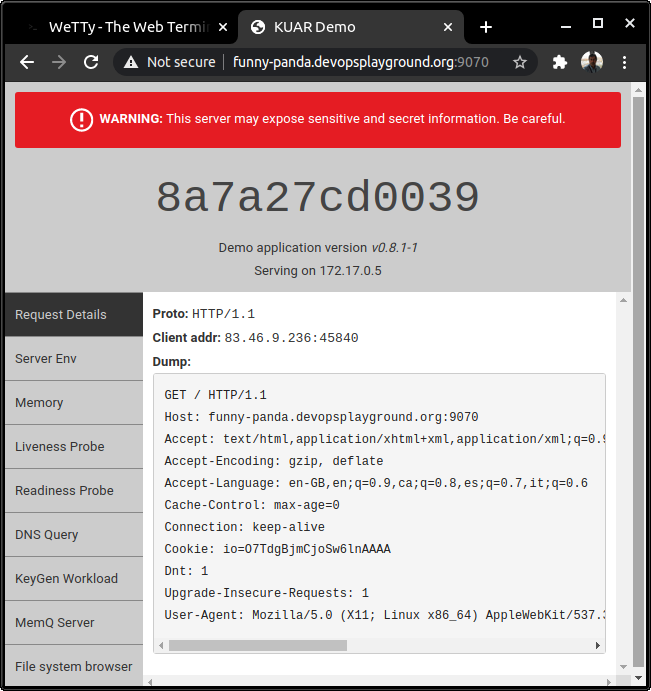 WeTTy - The Web Termi
KUAR Demo
Not secure
funny-panda.devopsplayground.org:9070
WARNING: This server may expose sensitive and secret information. Be careful.
8a7a27cd0039
Demo application version v0.8.1-1
Serving on 172.17.0.5
Request Details
Server Env
Memory
Liveness Probe
Readiness Probe
DNS Query
KeyGen Workload
MemQ Server
File system browser
Proto: HTTP/1.1
Client addr: 83.46.9.236:45840
Dump:
GET / HTTP/1.1
Host: funny-panda.devopsplayground.org:9070
Accept: text/html,application/xhtml+xml,application/xml;q=0.9
Accept-Encoding: gzip, deflate
Accept-Language: en-GB,en;q=0.9,ca;q=0.8,es;q=0.7,it;q=0.6
Cache-Control: max-age=0
Connection: keep-alive
Cookie: io=O7TdgBjmCjoSw6lnAAAA
Dnt: 1
Upgrade-Insecure-Requests: 1
User-Agent: Mozilla/5.0 (X11; Linux x86_64) AppleWebKit/537.3